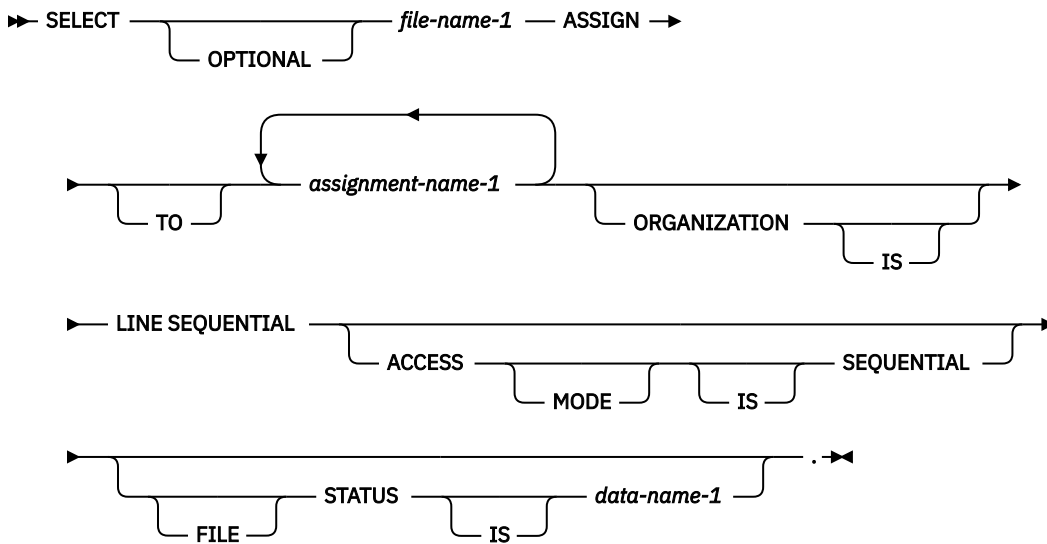 SELECT file-name-1 ASSIGN
OPTIONAL
assignment-name-1
TO ORGANIZATION
IS
LINE SEQUENTIAL
ACCESS SEQUENTIAL
MODE IS
.
STATUS data-name-1
FILE IS